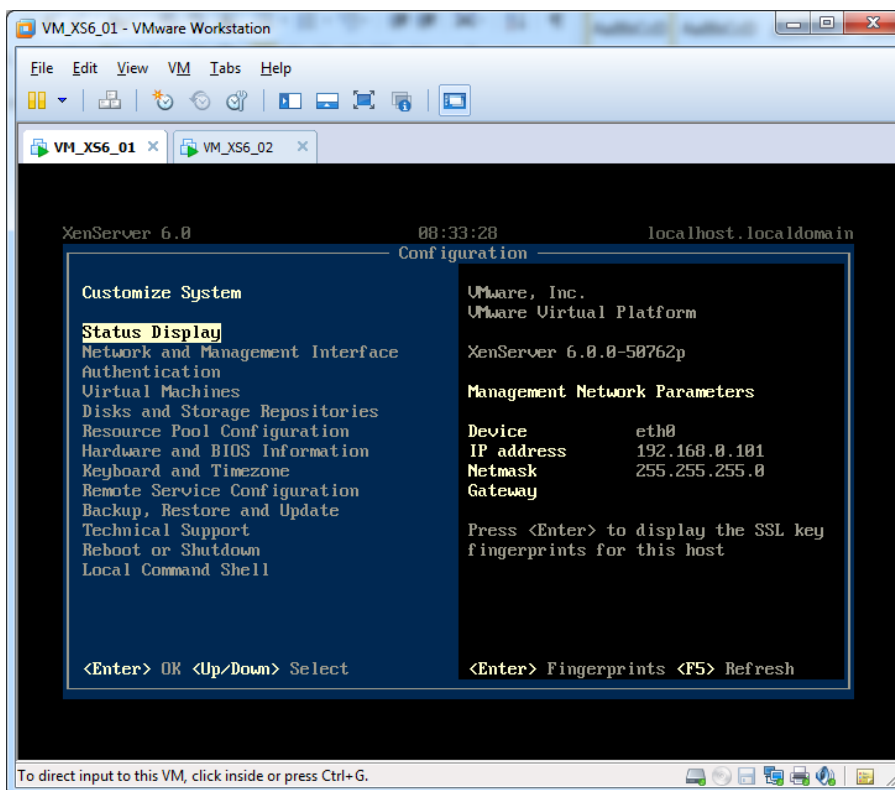 VM_XS6_01 - VMware Workstation
File Edit View VM Tabs Help
VM_XS6_01 VM_XS6_02
XenServer 6.0 08:33:28 localhost.localdomain
Configuration
Customize System
Status Display
Network and Management Interface
Authentication
Virtual Machines
Disks and Storage Repositories
Resource Pool Configuration
Hardware and BIOS Information
Keyboard and Timezone
Remote Service Configuration
Backup, Restore and Update
Technical Support
Reboot or Shutdown
Local Command Shell
<Enter> OK <Up/Down> Select
VMware, Inc.
VMware Virtual Platform
XenServer 6.0.0-50762p
Management Network Parameters
Device eth0
IP address 192.168.0.101
Netmask 255.255.255.0
Gateway
Press <Enter> to display the SSL key
fingerprints for this host
<Enter> Fingerprints <F5> Refresh
To direct input to this VM, click inside or press Ctrl+G.